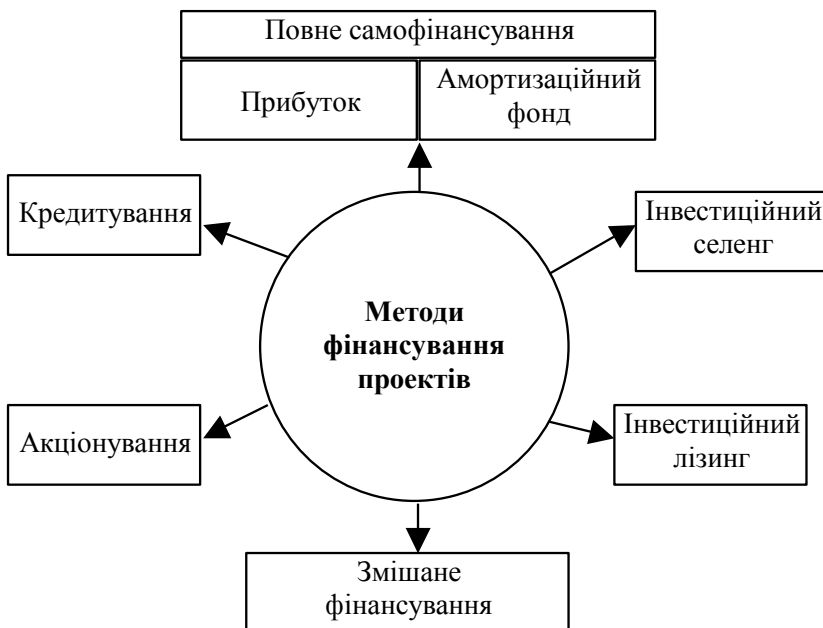 Повне самофінансування
Прибуток
Амортизаційний
фонд
Кредитування
Інвестиційний
селенг
Методи
фінансування
проектів
Акціонування
Інвестиційний
лізинг
Змішане
фінансування